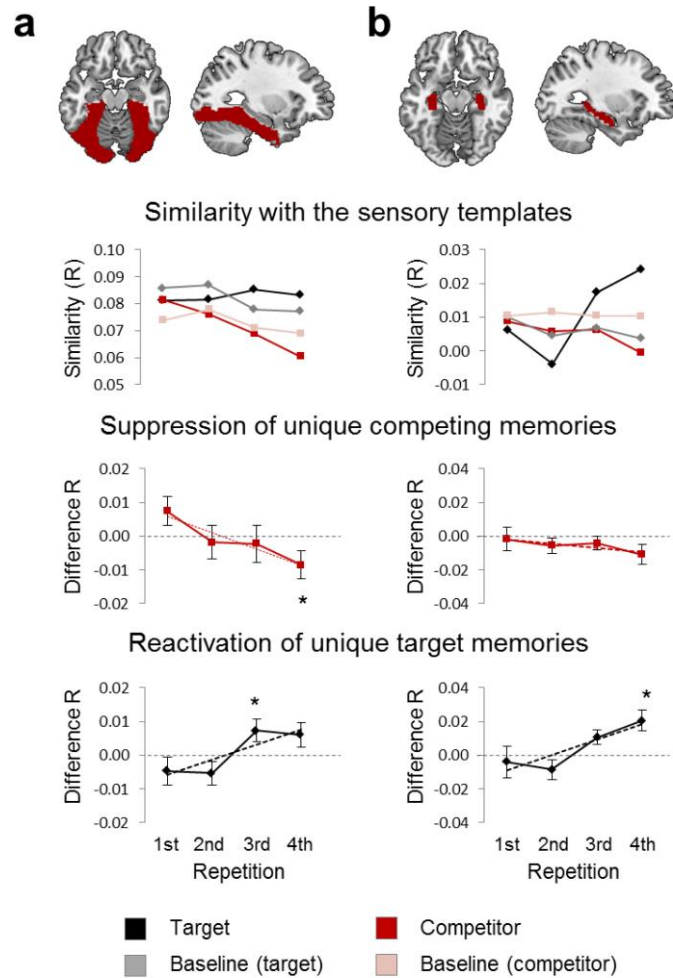 a b
Similarity with the sensory templates
Similarity (R)
0.10
0.09
0.08
0.07
0.06
0.05
Similarity (R)
0.03
0.02
0.01
0.00
-0.01
Suppression of unique competing memories
Difference R
0.02
0.01
0.00
-0.01
-0.02
Difference R
0.04
0.02
0.00
-0.02
-0.04
*
Reactivation of unique target memories
Difference R
0.02
0.01
0.00
-0.01
-0.02
*
1st 2nd 3rd 4th
Repetition
Difference R
0.04
0.02
0.00
-0.02
-0.04
*
1st 2nd 3rd 4th
Repetition
Target
Competitor
Baseline (target)
Baseline (competitor)